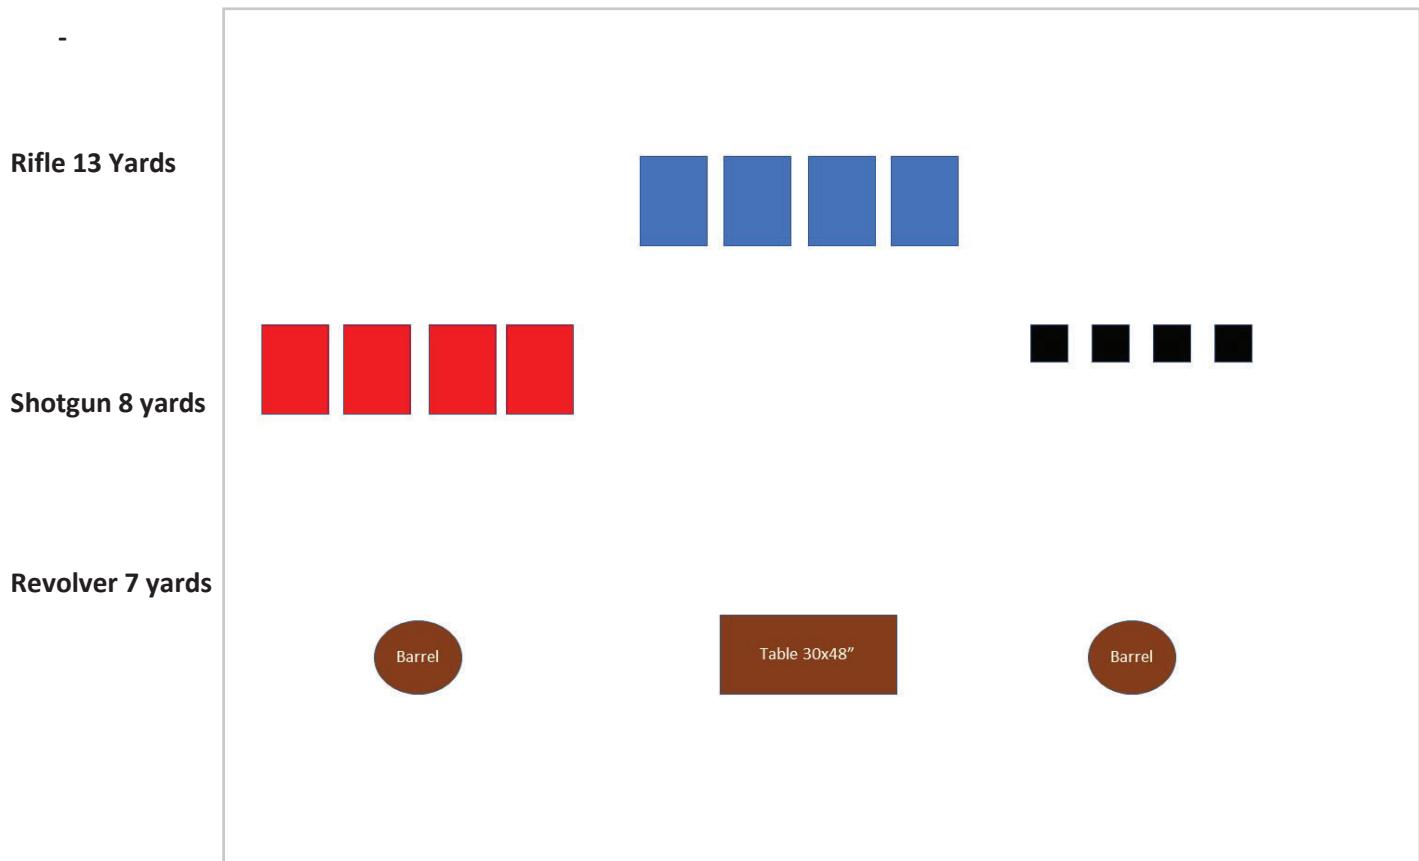 -
Rifle 13 Yards
Shotgun 8 yards
Revolver 7 yards
Barrel
Table 30x48”
Barrel